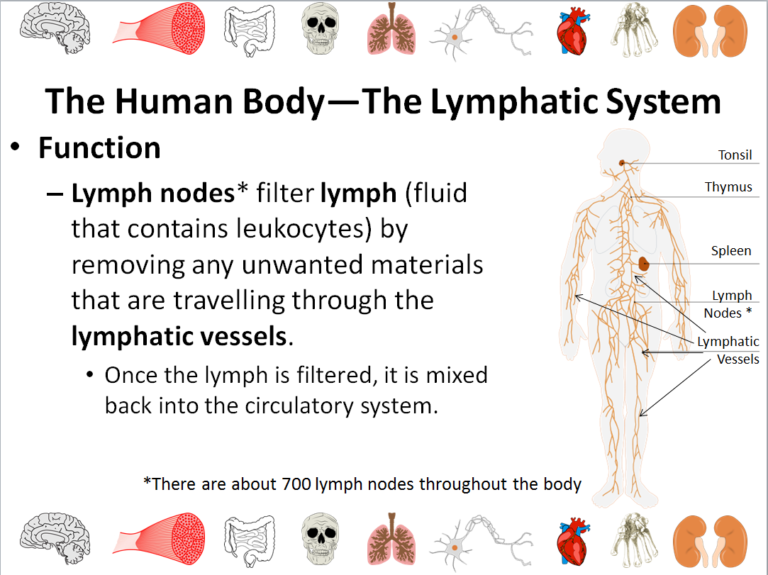 The Human Body—The Lymphatic System
• Function
– Lymph nodes* filter lymph (fluid
that contains leukocytes) by
removing any unwanted materials
that are travelling through the
lymphatic vessels.
• Once the lymph is filtered, it is mixed
back into the circulatory system.
*There are about 700 lymph nodes throughout the body
Tonsil
Thymus
Spleen
Lymph
Nodes *
Lymphatic
Vessels